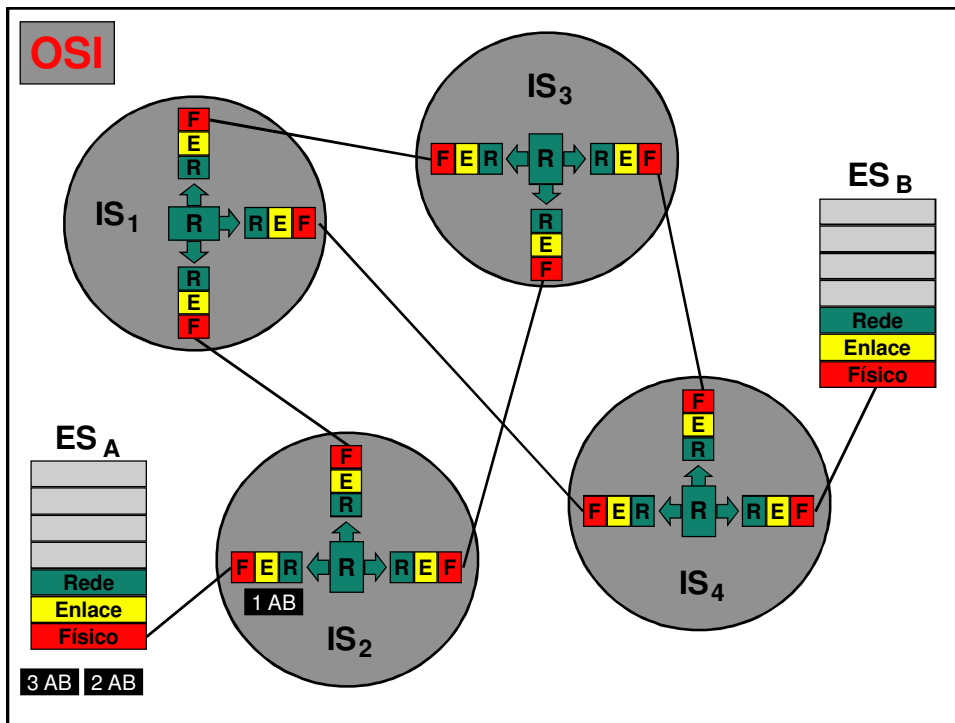 OSI
IS3
F
E
R
IS1
R
R E F
R
E
F
F E R
R
R E F
R
E
F
ES B
Rede
Enlace
Físico
ES A
Rede
Enlace
Físico
3 AB 2 AB
F
E
R
F E R
R
R E F
1 AB
IS2
F
E
R
F E R
R
R E F
IS4